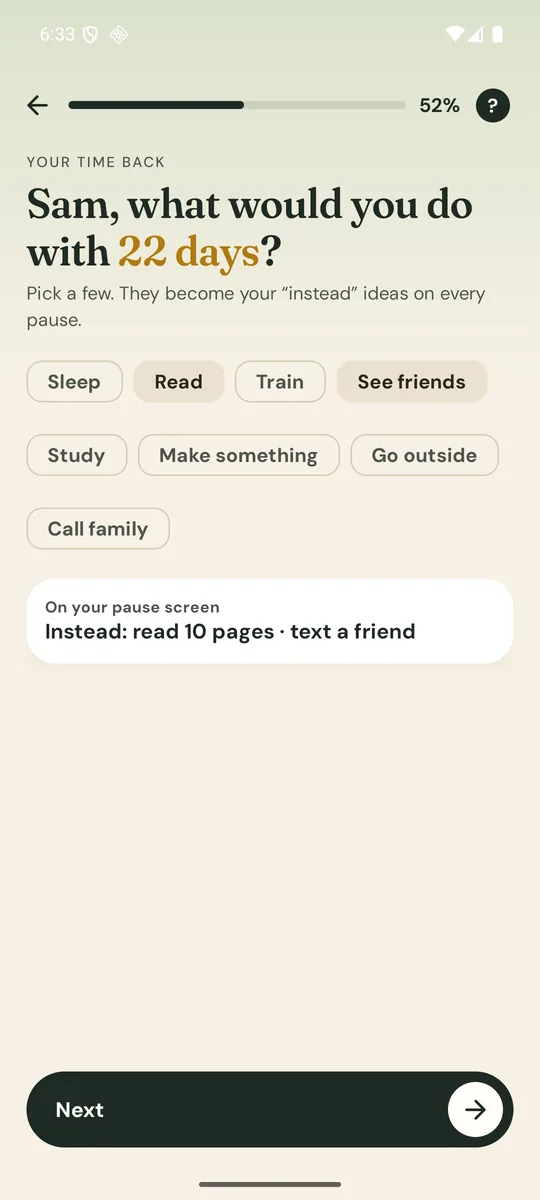 6:33
52%
?
YOUR TIME BACK
Sam, what would you do
with 22 days?
Pick a few. They become your “instead” ideas on every
pause.
Sleep
Read
Train
See friends
Study
Make something
Go outside
Call family
On your pause screen
Instead: read 10 pages · text a friend
Next